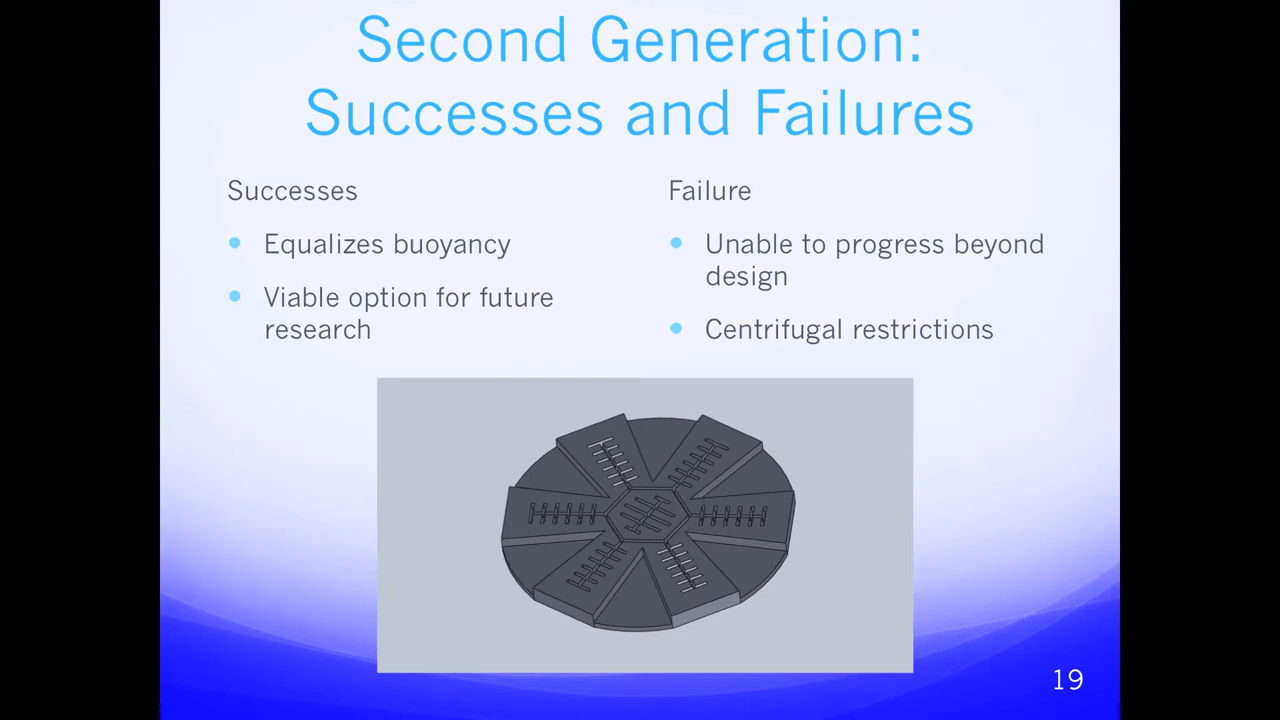 Second Generation:
Successes and Failures
Successes
• Equalizes buoyancy
• Viable option for future
research
Failure
• Unable to progress beyond
design
• Centrifugal restrictions
19